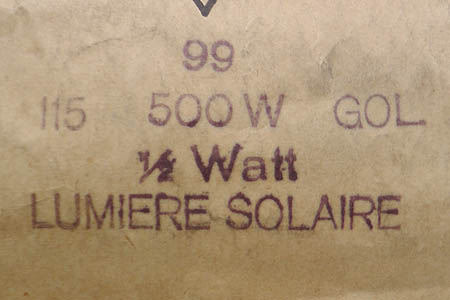 99
115 500 W GOL
½ Watt
LUMIERE SOLAIRE